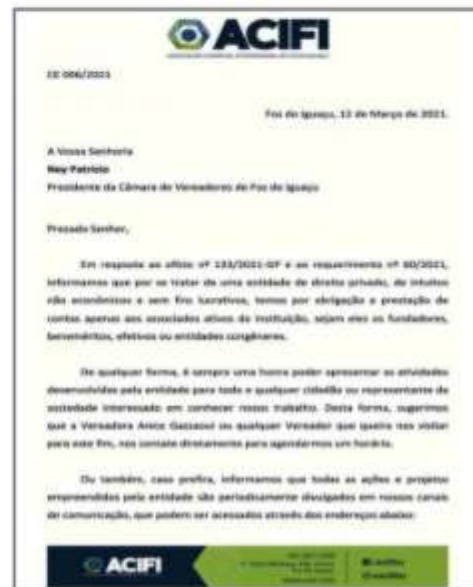 ACIFI
CE 006/2021
Foz do Iguaçu, 12 de Março de 2021.
A Vossa Senhoria
Ney Patrício
Presidente da Câmara de Vereadores de Foz do Iguaçu
Prezado Senhor,
Em resposta ao ofício nº 133/2021-GP e ao requerimento nº 60/2021,
informamos que por se tratar de uma entidade de direito privado, de intuitos
não econômicos e sem fins lucrativos, temos por obrigação a prestação de
contas apenas aos associados ativos da instituição, sejam eles os fundadores,
beneméritos, efetivos ou entidades congêneres.
De qualquer forma, é sempre uma honra poder apresentar as atividades
desenvolvidas pela entidade para todo e qualquer cidadão ou representante da
sociedade interessado em conhecer nosso trabalho. Desta forma, sugerimos
que a Vereadora Anice Gazzaoui ou qualquer Vereador que queira nos visitar
para este fim, nos contate diretamente para agendarmos um horário.
Ou também, caso prefira, informamos que todas as ações e projetos
empreendidos pela entidade são periodicamente divulgados em nossos canais
de comunicação, que podem ser acessados através dos endereços abaixo:
ACIFI